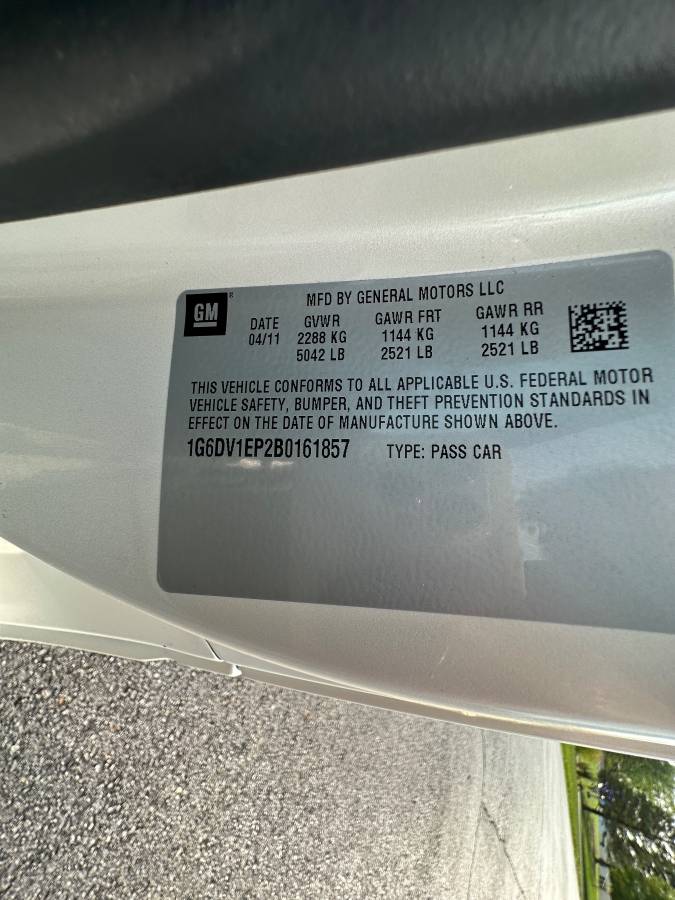 GM ®
MFD BY GENERAL MOTORS LLC
DATE GVWR GAWR FRT GAWR RR
04/11 2288 KG 1144 KG 1144 KG
5042 LB 2521 LB 2521 LB
THIS VEHICLE CONFORMS TO ALL APPLICABLE U.S. FEDERAL MOTOR
VEHICLE SAFETY, BUMPER, AND THEFT PREVENTION STANDARDS IN
EFFECT ON THE DATE OF MANUFACTURE SHOWN ABOVE.
1G6DV1EP2B0161857 TYPE: PASS CAR